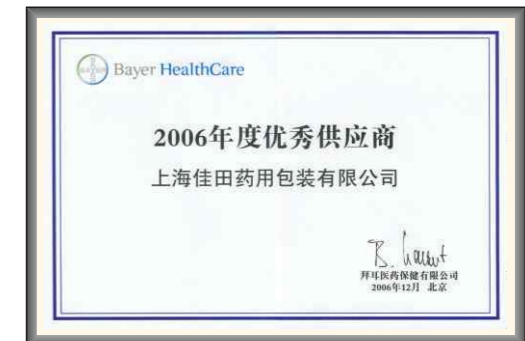 BAYER
Bayer HealthCare
2006年度优秀供应商
上海佳田药用包装有限公司
拜耳医药保健有限公司
2006年12月 北京